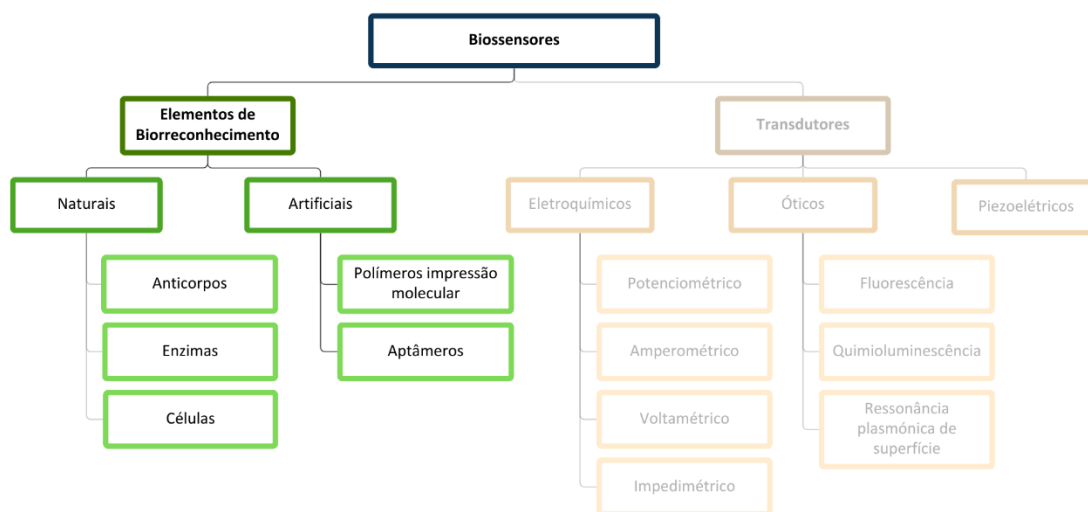 Biossensores
Elementos de
Biorreconhecimento
Transdutores
Naturais
Artificiais
Eletroquímicos
Óticos
Piezoelétricos
Anticorpos
Polímeros impressão
molecular
Potenciométrico
Fluorescência
Enzimas
Aptâmeros
Amperométrico
Quimioluminescência
Células
Voltamétrico
Ressonância
plasmónica de
superfície
Impedimétrico